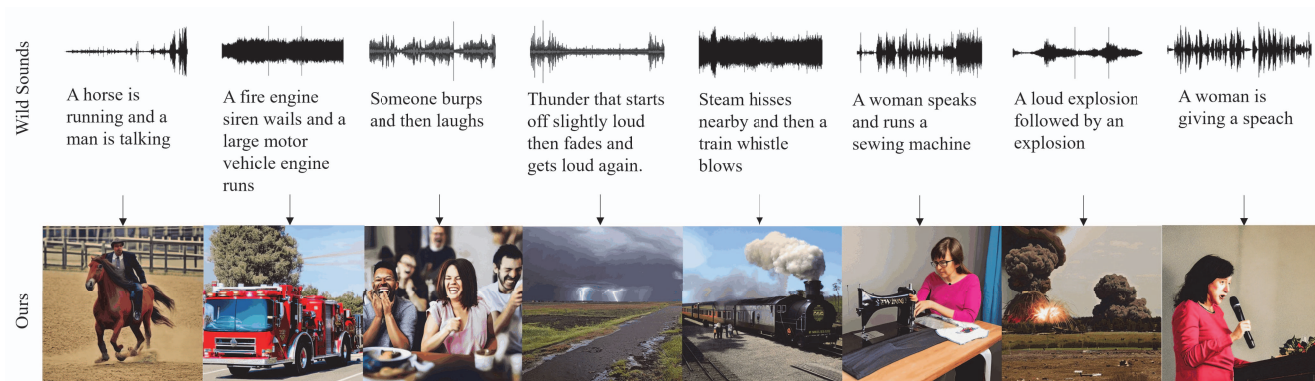 Wild Sounds
A horse is
running and a
man is talking
A fire engine
siren wails and a
large motor
vehicle engine
runs
Someone burps
and then laughs
Thunder that starts
off slightly loud
then fades and
gets loud again.
Steam hisses
nearby and then a
train whistle
blows
A woman speaks
and runs a
sewing machine
A loud explosion
followed by an
explosion
A woman is
giving a speach
Ours